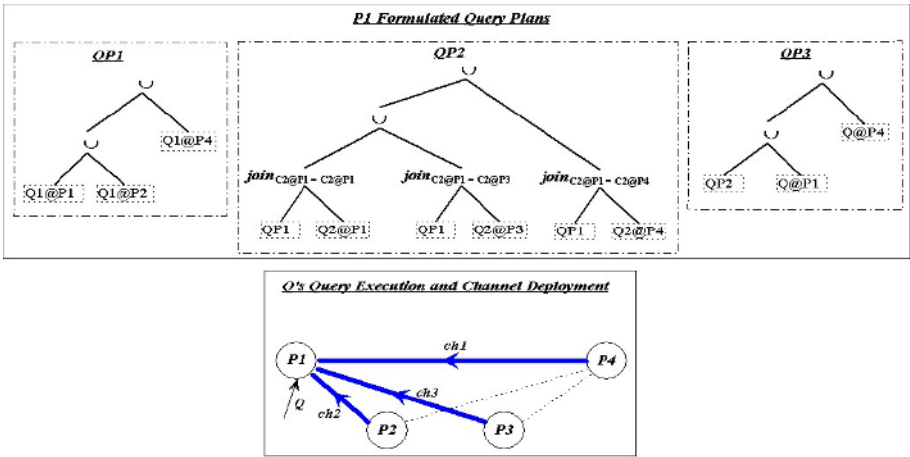 P1 Formulated Query Plans
QP1
∪
∪
Q1@P4
Q1@P1
Q1@P2
QP2
∪
∪
join C2@P1 – C2@P1
join C2@P1 – C2@P3
join C2@P1 – C2@P4
QP1
Q2@P1
QP1
Q2@P3
QP1
Q2@P4
QP3
∪
∪
Q@P4
QP2
Q@P1
Q's Query Execution and Channel Deployment
ch1
P1
P4
ch3
Q
ch2
P2
P3